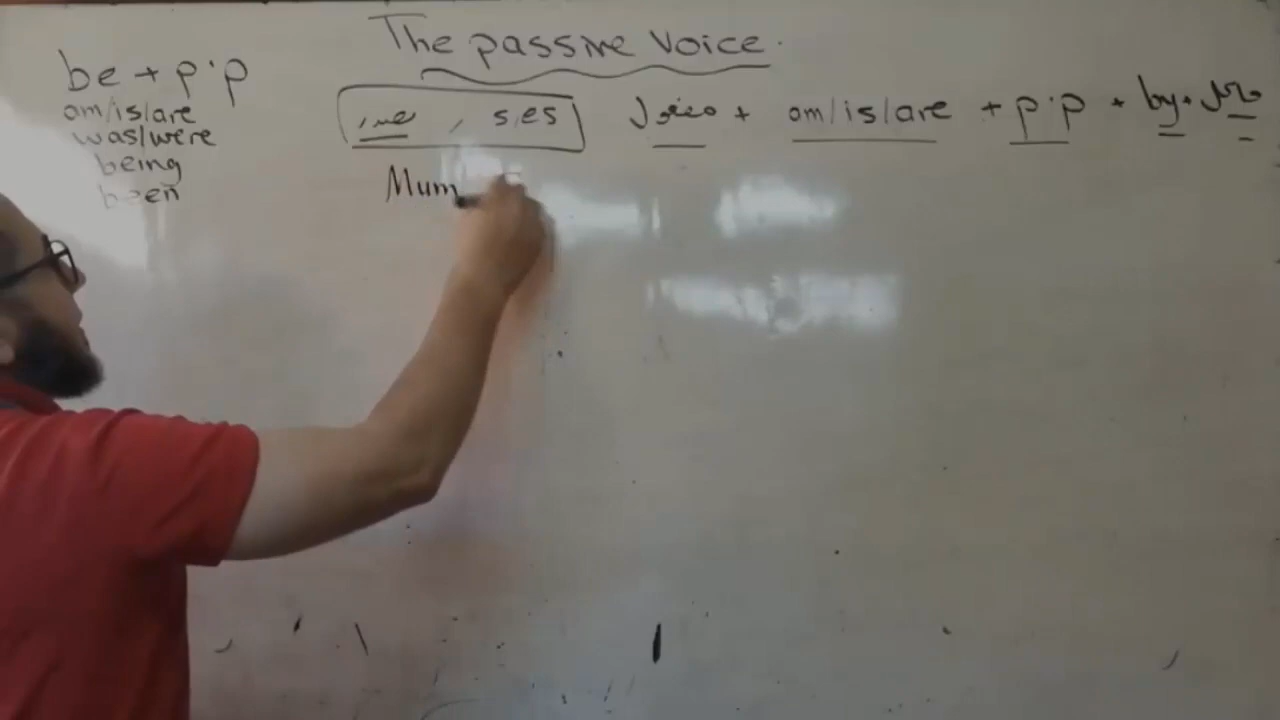 The passive Voice.
be + p.p
am/is/are
was/were
being
been
مصدر , s,es مفعول + am/is/are + p.p + by + فاعل
Mum